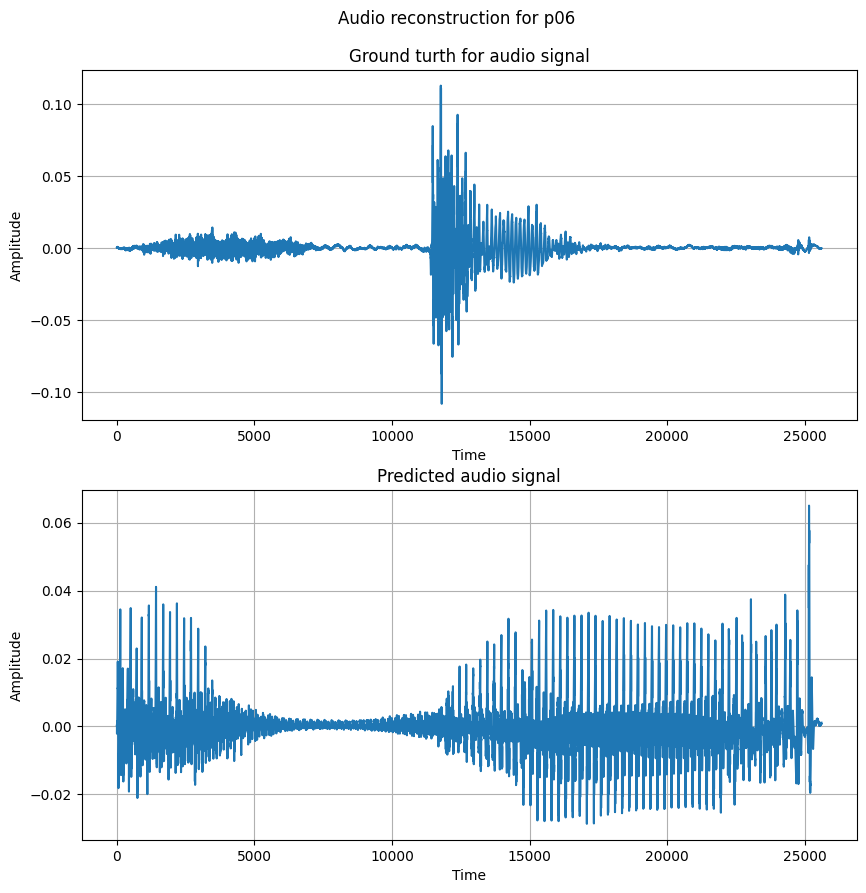 Audio reconstruction for p06
Ground turth for audio signal
Amplitude
0.10
0.05
0.00
−0.05
−0.10
0 5000 10000 15000 20000 25000
Time
Predicted audio signal
Amplitude
0.06
0.04
0.02
0.00
−0.02
0 5000 10000 15000 20000 25000
Time